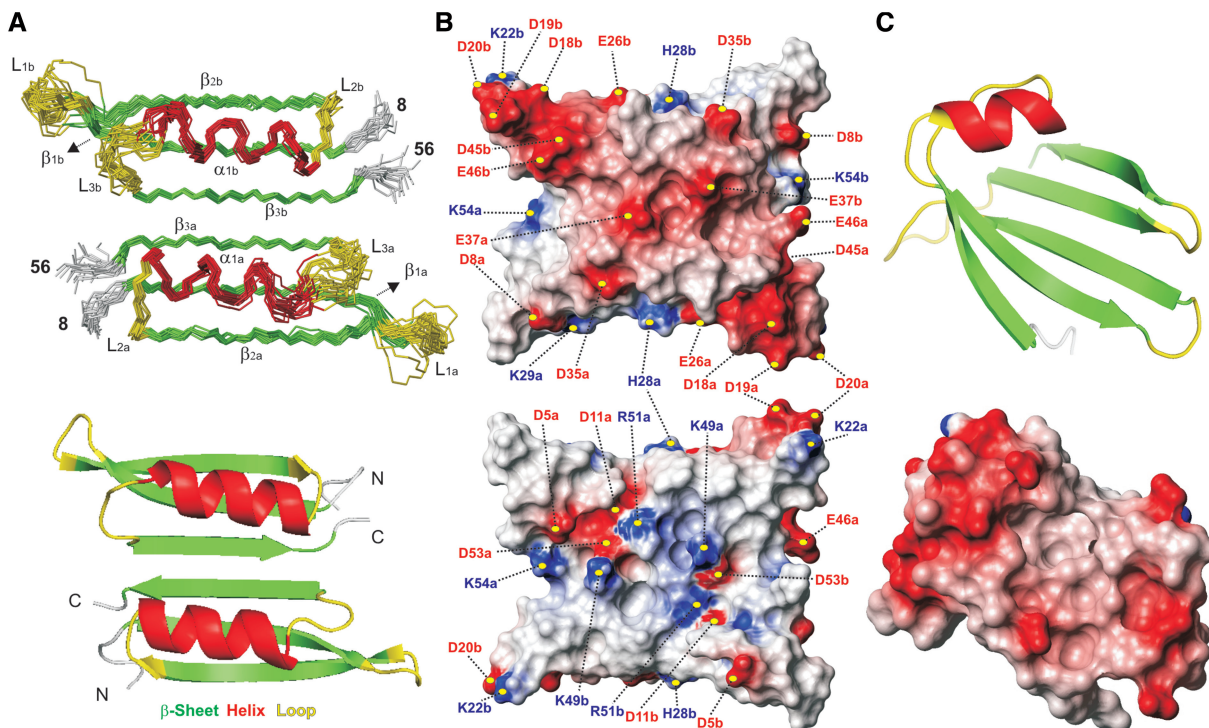 A
L1b
β2b
L2b
8
56
β1b
α1b
L3b
β3b
β3a
L3a
56
α1a
β1a
8
L2a
β2a
L1a
N
C
C
N
β-Sheet Helix Loop
B
D19b
K22b
E26b
D20b
D18b
H28b
D35b
D45b
D8b
E46b
K54b
K54a
E37b
E46a
E37a
D45a
D8a
K29a
E26a
D35a
D18a
D19a
D20a
H28a
D5a
D11a
R51a
K49a
K22a
E46a
D53a
D53b
K54a
D20b
K49b
K22b
R51b
H28b
D11b
D5b
C